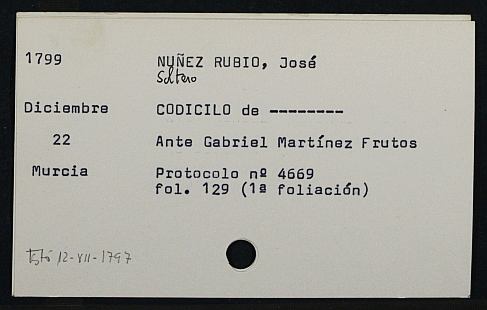 1799 NUÑEZ RUBIO, José
Soltero
Diciembre CODICILO de --------
22 Ante Gabriel Martínez Frutos
Murcia Protocolo nº 4669
fol. 129 (1ª foliación)
Testó 12-VII-1797